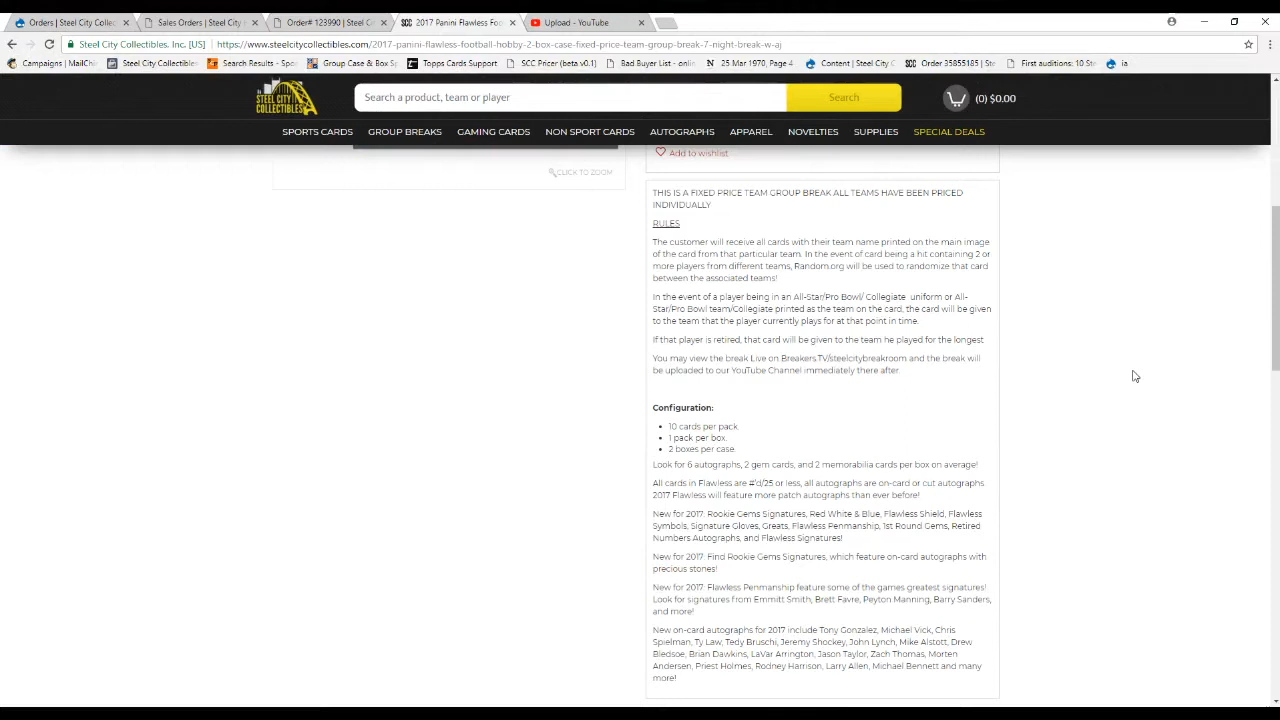 Orders | Steel City Collec
Sales Orders | Steel City
Order# 123990 | Steel Cit
2017 Panini Flawless Foo
Upload - YouTube
Steel City Collectibles. Inc. [US]
https://www.steelcitycollectibles.com/2017-panini-flawless-football-hobby-2-box-case-fixed-price-team-group-break-7-night-break-w-aj
Campaigns | MailChim
Steel City Collectibles
Search Results - Sport
Group Case & Box Sp
Topps Cards Support
SCC Pricer (beta v0.1)
Bad Buyer List - online
25 Mar 1970, Page 4
Content | Steel City C
Order 35855185 | Ste
First auctions: 10 Ste
ia
STEEL CITY
COLLECTIBLES
Search a product, team or player
Search
(0) $0.00
SPORTS CARDS
GROUP BREAKS
GAMING CARDS
NON SPORT CARDS
AUTOGRAPHS
APPAREL
NOVELTIES
SUPPLIES
SPECIAL DEALS
Add to wishlist
CLICK TO ZOOM
THIS IS A FIXED PRICE TEAM GROUP BREAK ALL TEAMS HAVE BEEN PRICED
INDIVIDUALLY
RULES
The customer will receive all cards with their team name printed on the main image
of the card from that particular team. In the event of card being a hit containing 2 or
more players from different teams, Random.org will be used to randomize that card
between the associated teams!
In the event of a player being in an All-Star/Pro Bowl/ Collegiate uniform or All-
Star/Pro Bowl team/Collegiate printed as the team on the card, the card will be given
to the team that the player currently plays for at that point in time.
If that player is retired, that card will be given to the team he played for the longest
You may view the break Live on Breakers.TV/steelcitybreakroom and the break will
be uploaded to our YouTube Channel immediately there after.
Configuration:
• 10 cards per pack.
• 1 pack per box.
• 2 boxes per case.
Look for 6 autographs, 2 gem cards, and 2 memorabilia cards per box on average!
All cards in Flawless are #'d/25 or less, all autographs are on-card or cut autographs.
2017 Flawless will feature more patch autographs than ever before!
New for 2017: Rookie Gems Signatures, Red White & Blue, Flawless Shield, Flawless
Symbols, Signature Gloves, Greats, Flawless Penmanship, 1st Round Gems, Retired
Numbers Autographs, and Flawless Signatures!
New for 2017: Find Rookie Gems Signatures, which feature on-card autographs with
precious stones!
New for 2017: Flawless Penmanship feature some of the games greatest signatures!
Look for signatures from Emmitt Smith, Brett Favre, Peyton Manning, Barry Sanders,
and more!
New on-card autographs for 2017 include Tony Gonzalez, Michael Vick, Chris
Spielman, Ty Law, Tedy Bruschi, Jeremy Shockey, John Lynch, Mike Alstott, Drew
Bledsoe, Brian Dawkins, LaVar Arrington, Jason Taylor, Zach Thomas, Morten
Andersen, Priest Holmes, Rodney Harrison, Larry Allen, Michael Bennett and many
more!